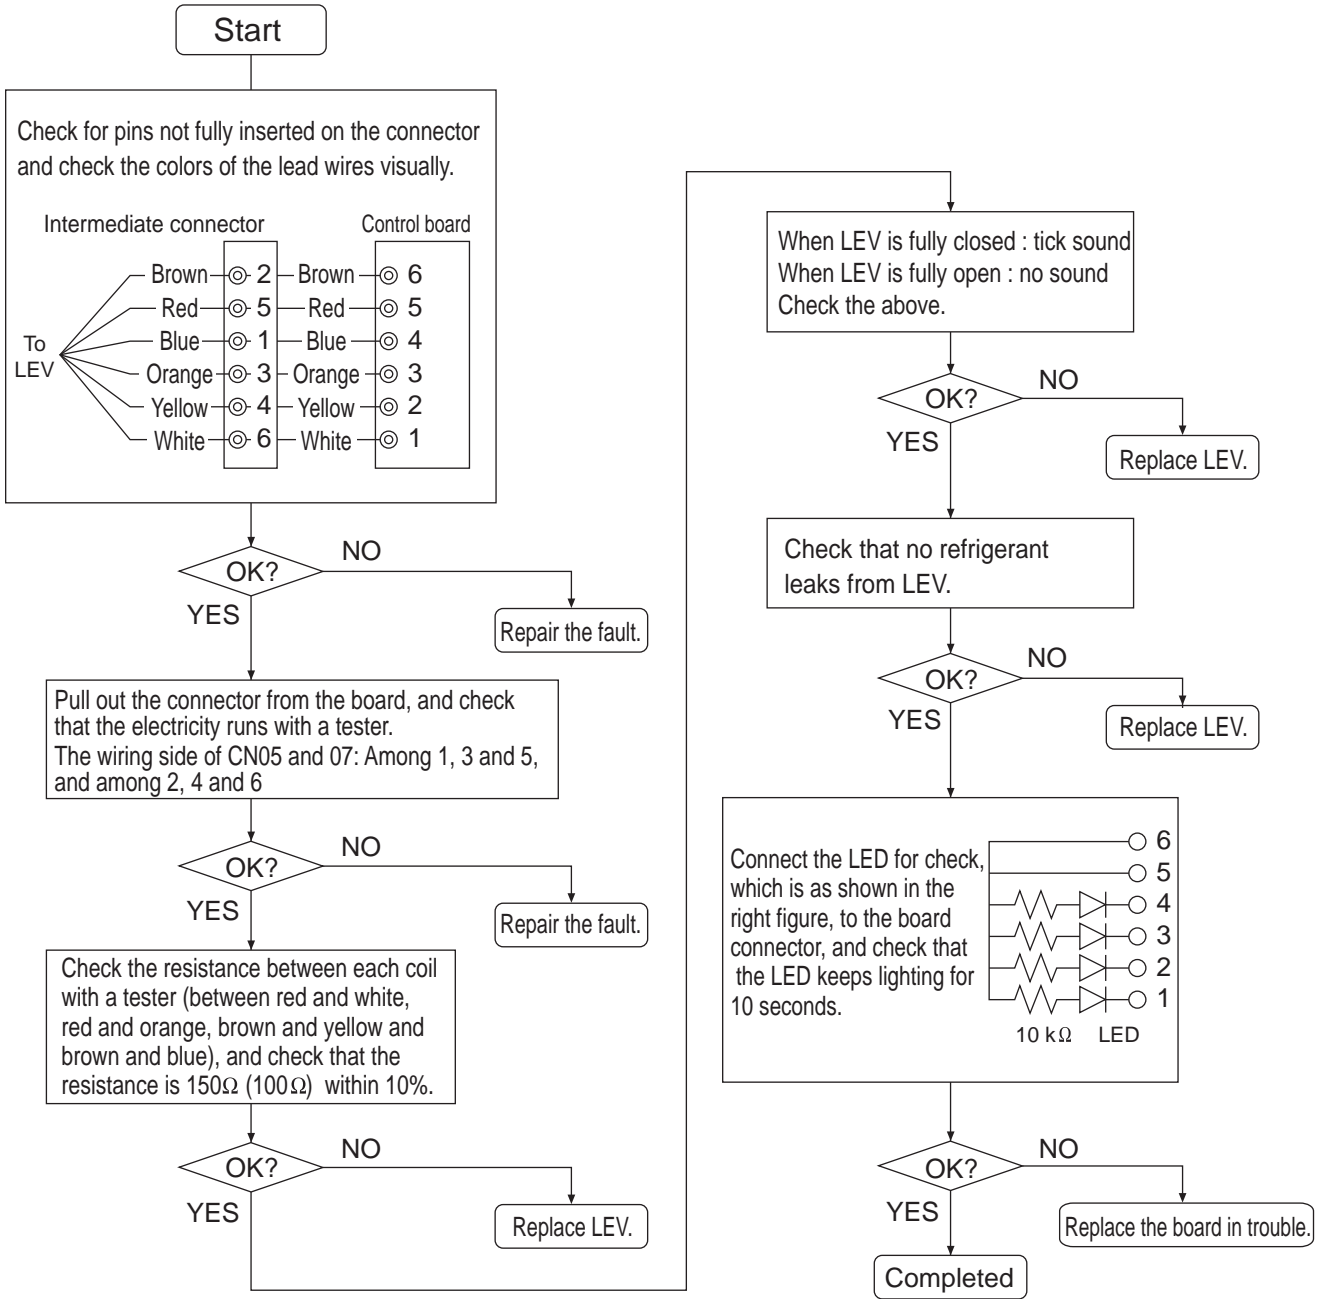 Start
Check for pins not fully inserted on the connector
and check the colors of the lead wires visually.
Intermediate connector
Control board
To
LEV
Brown 2 Brown 6
Red 5 Red 5
Blue 1 Blue 4
Orange 3 Orange 3
Yellow 4 Yellow 2
White 6 White 1
OK?
NO
YES
Repair the fault.
Pull out the connector from the board, and check
that the electricity runs with a tester.
The wiring side of CN05 and 07: Among 1, 3 and 5,
and among 2, 4 and 6
OK?
NO
YES
Repair the fault.
Check the resistance between each coil
with a tester (between red and white,
red and orange, brown and yellow and
brown and blue), and check that the
resistance is 150Ω (100Ω) within 10%.
OK?
NO
YES
Replace LEV.
When LEV is fully closed : tick sound
When LEV is fully open : no sound
Check the above.
OK?
NO
YES
Replace LEV.
Check that no refrigerant
leaks from LEV.
OK?
NO
YES
Replace LEV.
Connect the LED for check,
which is as shown in the
right figure, to the board
connector, and check that
the LED keeps lighting for
10 seconds.
6
5
4
3
2
1
10 kΩ LED
OK?
NO
YES
Replace the board in trouble.
Completed